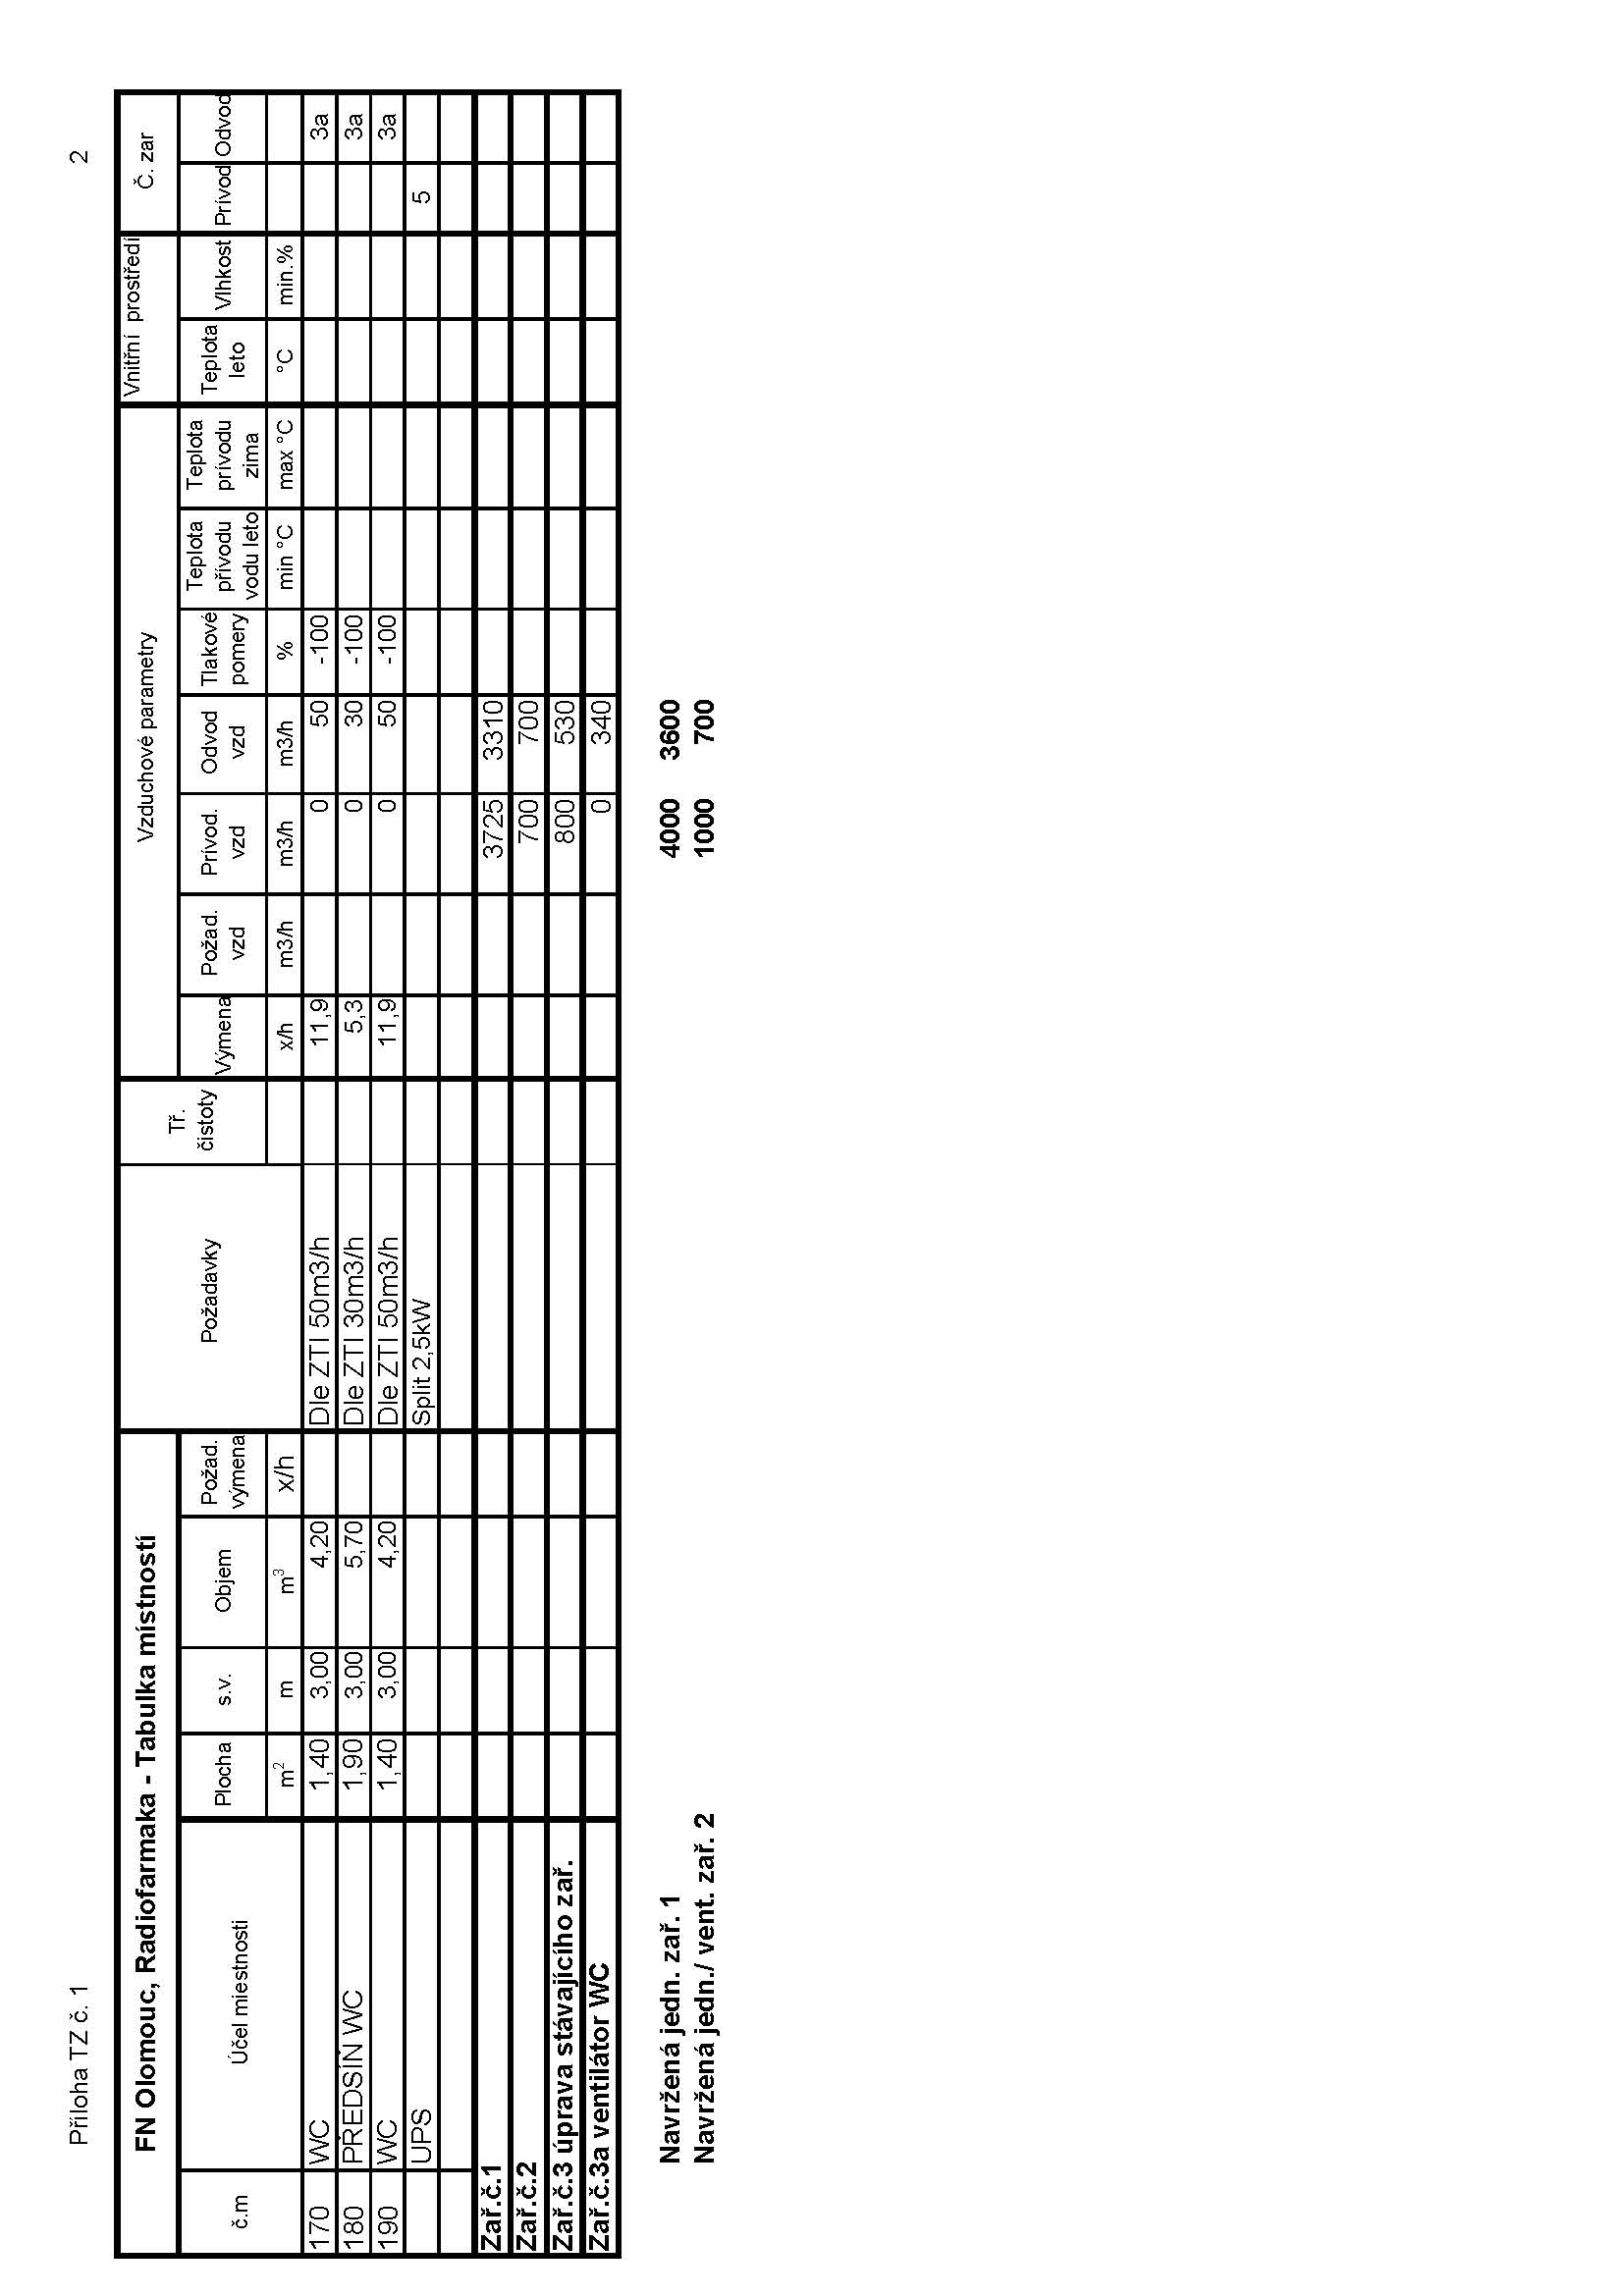 Příloha TZ č. 1 2
FN Olomouc, Radiofarmaka - Tabulka místností Požadavky Tř. čistoty Vzduchové parametry Vnitřní prostředí Č. zar
č.m Účel miestnosti Plocha s.v. Objem Požad. výmena Výmena Požad. vzd Prívod. vzd Odvod vzd Tlakové pomery Teplota přívodu vodu leto Teplota prívodu zima Teplota leto Vlhkost Prívod Odvod
m2 m m3 x/h x/h m3/h m3/h m3/h % min °C max °C °C min.%
170 WC 1,40 3,00 4,20 Dle ZTI 50m3/h 11,9 0 50 -100 3a
180 PŘEDSÍŇ WC 1,90 3,00 5,70 Dle ZTI 30m3/h 5,3 0 30 -100 3a
190 WC 1,40 3,00 4,20 Dle ZTI 50m3/h 11,9 0 50 -100 3a
UPS Split 2,5kW 5
Zař.č.1 3725 3310
Zař.č.2 700 700
Zař.č.3 úprava stávajícího zař. 800 530
Zař.č.3a ventilátor WC 0 340
Navržená jedn. zař. 1 4000 3600
Navržená jedn./ vent. zař. 2 1000 700